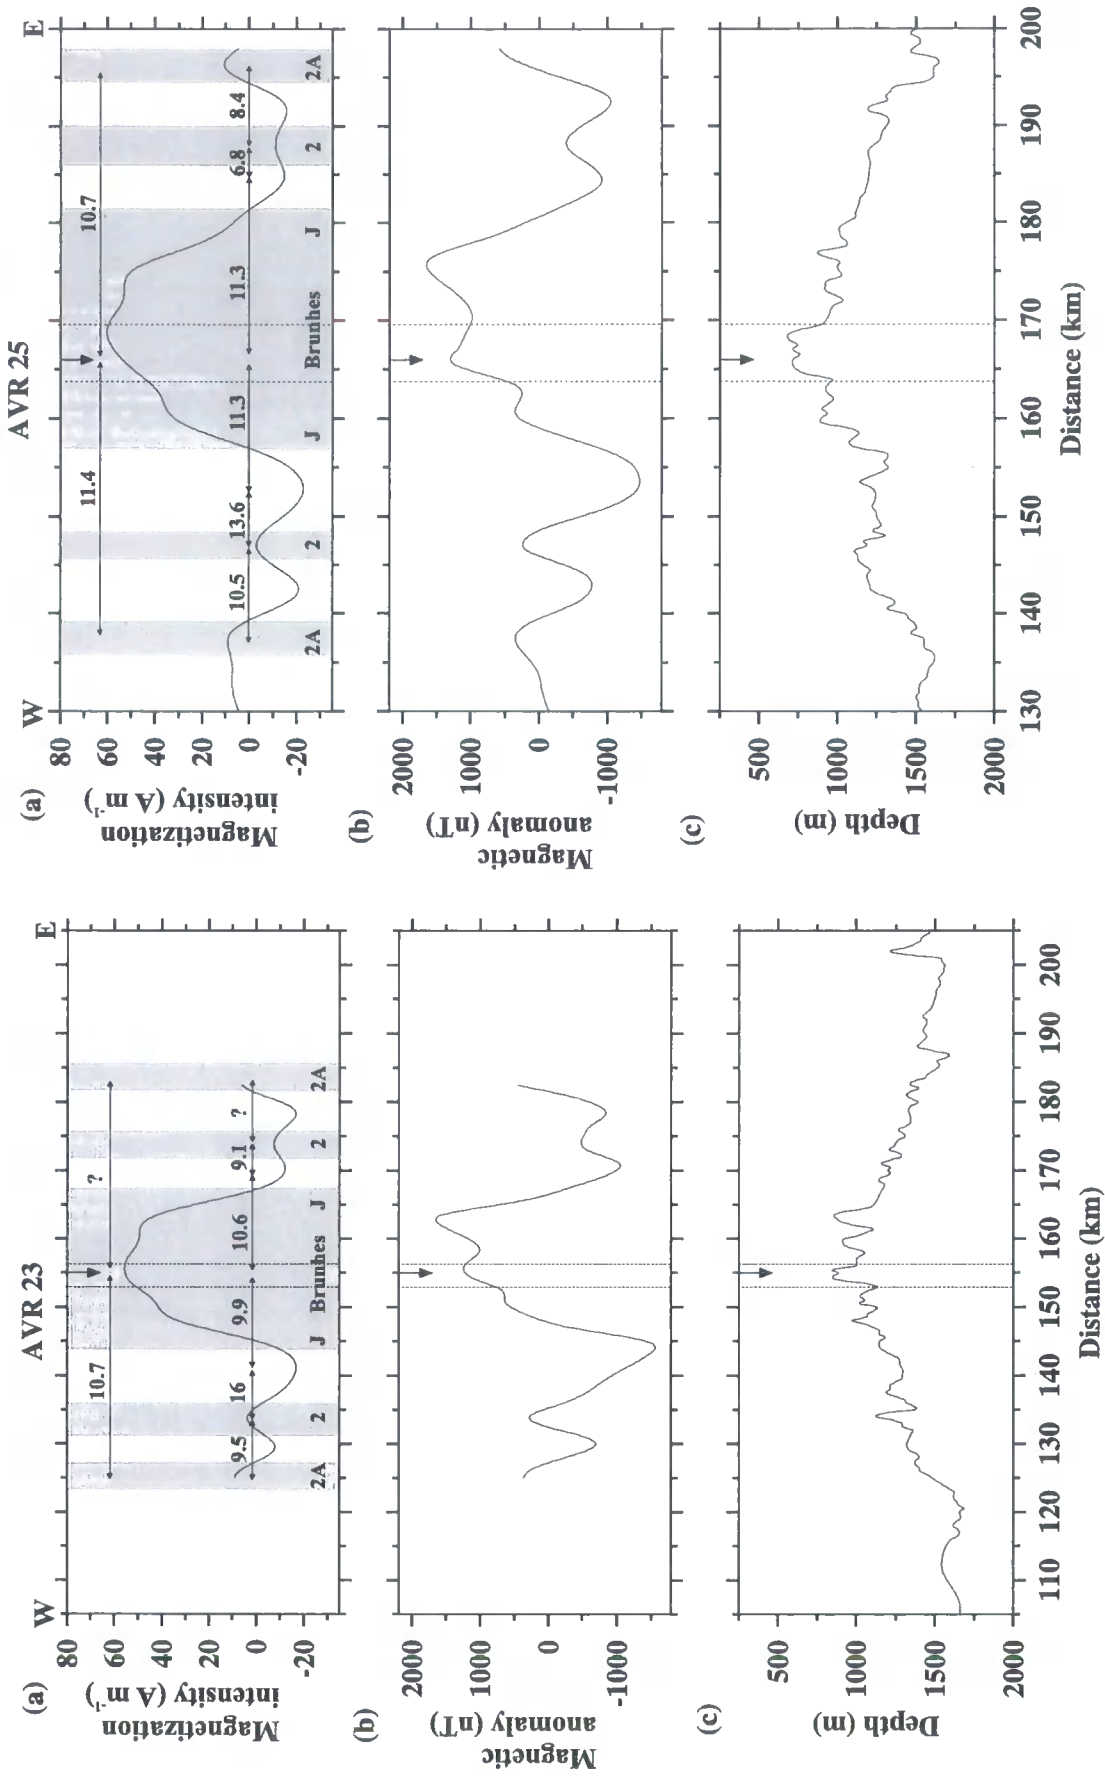 AVR 23
W
E
(a)
Magnetization
intensity (A m⁻¹)
80
60
40
20
0
-20
10.7
?
9.5
16
9.9
10.6
9.1
?
2A
2
J
Brunhes
J
2
2A
(b)
Magnetic
anomaly (nT)
2000
1000
0
-1000
(c)
Depth (m)
500
1000
1500
2000
110
120
130
140
150
160
170
180
190
200
Distance (km)
AVR 25
W
E
(a)
Magnetization
intensity (A m⁻¹)
80
60
40
20
0
-20
11.4
10.7
10.5
13.6
11.3
11.3
6.8
8.4
2A
2
J
Brunhes
J
2
2A
(b)
Magnetic
anomaly (nT)
2000
1000
0
-1000
(c)
Depth (m)
500
1000
1500
2000
130
140
150
160
170
180
190
200
Distance (km)